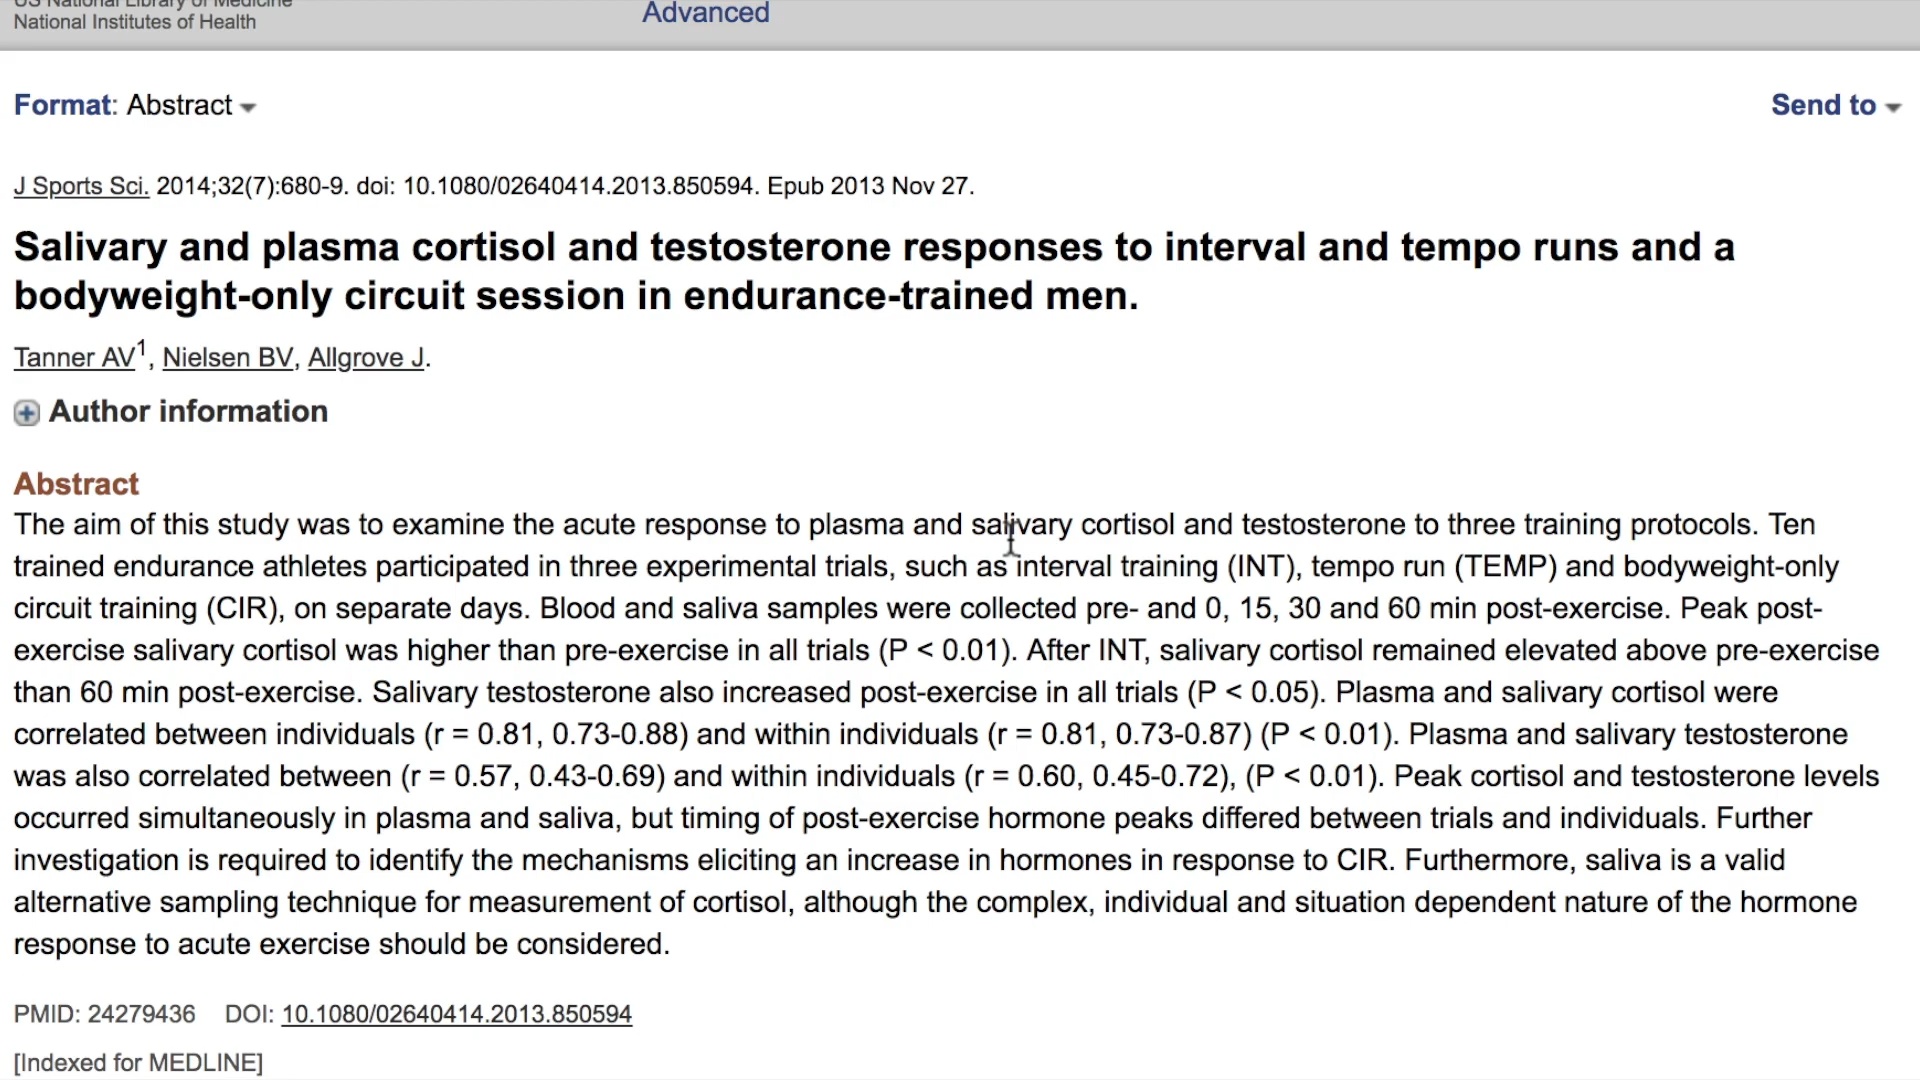 US National Library of Medicine
National Institutes of Health
Advanced
Format: Abstract
Send to
J Sports Sci. 2014;32(7):680-9. doi: 10.1080/02640414.2013.850594. Epub 2013 Nov 27.
Salivary and plasma cortisol and testosterone responses to interval and tempo runs and a
bodyweight-only circuit session in endurance-trained men.
Tanner AV1, Nielsen BV, Allgrove J.
Author information
Abstract
The aim of this study was to examine the acute response to plasma and salivary cortisol and testosterone to three training protocols. Ten
trained endurance athletes participated in three experimental trials, such as interval training (INT), tempo run (TEMP) and bodyweight-only
circuit training (CIR), on separate days. Blood and saliva samples were collected pre- and 0, 15, 30 and 60 min post-exercise. Peak post-
exercise salivary cortisol was higher than pre-exercise in all trials (P < 0.01). After INT, salivary cortisol remained elevated above pre-exercise
than 60 min post-exercise. Salivary testosterone also increased post-exercise in all trials (P < 0.05). Plasma and salivary cortisol were
correlated between individuals (r = 0.81, 0.73-0.88) and within individuals (r = 0.81, 0.73-0.87) (P < 0.01). Plasma and salivary testosterone
was also correlated between (r = 0.57, 0.43-0.69) and within individuals (r = 0.60, 0.45-0.72), (P < 0.01). Peak cortisol and testosterone levels
occurred simultaneously in plasma and saliva, but timing of post-exercise hormone peaks differed between trials and individuals. Further
investigation is required to identify the mechanisms eliciting an increase in hormones in response to CIR. Furthermore, saliva is a valid
alternative sampling technique for measurement of cortisol, although the complex, individual and situation dependent nature of the hormone
response to acute exercise should be considered.
PMID: 24279436 DOI: 10.1080/02640414.2013.850594
[Indexed for MEDLINE]